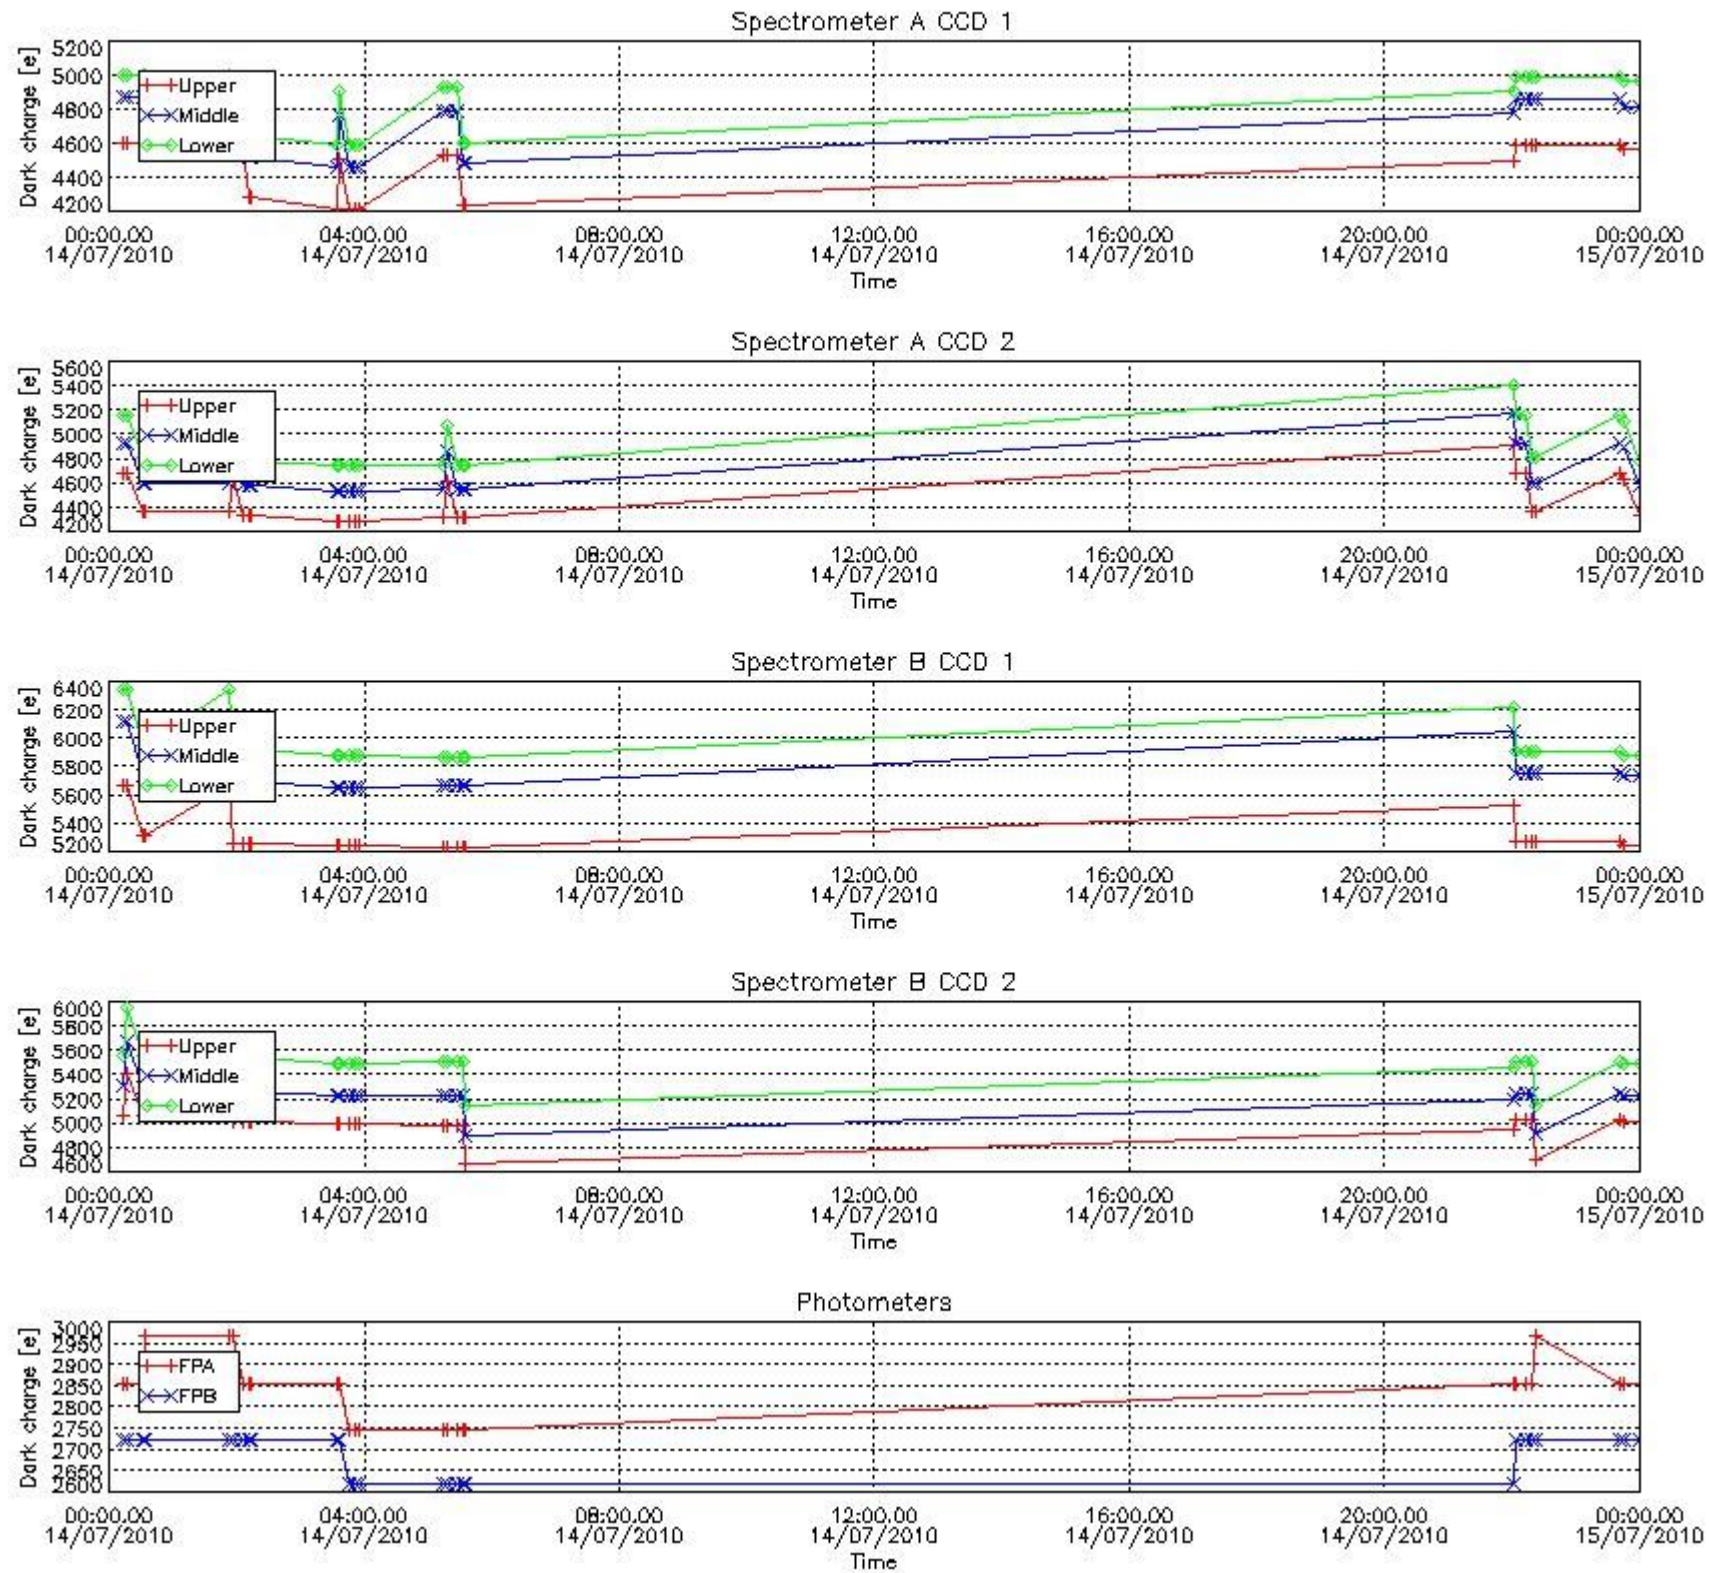 Spectrometer A CCD 1
Dark charge [e]
5200
5000
4800
4600
4400
4200
Upper
Middle
Lower
00:00.00 04:00.00 08:00.00 12:00.00 16:00.00 20:00.00 00:00.00
14/07/2010 14/07/2010 14/07/2010 14/07/2010 14/07/2010 14/07/2010 15/07/2010
Time
Spectrometer A CCD 2
Dark charge [e]
5600
5400
5200
5000
4800
4600
4400
4200
Upper
Middle
Lower
00:00.00 04:00.00 08:00.00 12:00.00 16:00.00 20:00.00 00:00.00
14/07/2010 14/07/2010 14/07/2010 14/07/2010 14/07/2010 14/07/2010 15/07/2010
Time
Spectrometer B CCD 1
Dark charge [e]
6400
6200
6000
5800
5600
5400
5200
Upper
Middle
Lower
00:00.00 04:00.00 08:00.00 12:00.00 16:00.00 20:00.00 00:00.00
14/07/2010 14/07/2010 14/07/2010 14/07/2010 14/07/2010 14/07/2010 15/07/2010
Time
Spectrometer B CCD 2
Dark charge [e]
6000
5800
5600
5400
5200
5000
4800
4600
Upper
Middle
Lower
00:00.00 04:00.00 08:00.00 12:00.00 16:00.00 20:00.00 00:00.00
14/07/2010 14/07/2010 14/07/2010 14/07/2010 14/07/2010 14/07/2010 15/07/2010
Time
Photometers
Dark charge [e]
3000
2950
2900
2850
2800
2750
2700
2650
2600
FPA
FPB
00:00.00 04:00.00 08:00.00 12:00.00 16:00.00 20:00.00 00:00.00
14/07/2010 14/07/2010 14/07/2010 14/07/2010 14/07/2010 14/07/2010 15/07/2010
Time